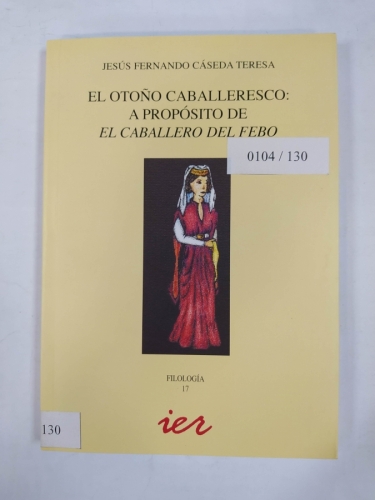 JESÚS FERNANDO CÁSEDA TERESA
EL OTOÑO CABALLERESCO:
A PROPÓSITO DE
EL CABALLERO DEL FEBO
0104 / 130
FILOLOGÍA
17
ier
130